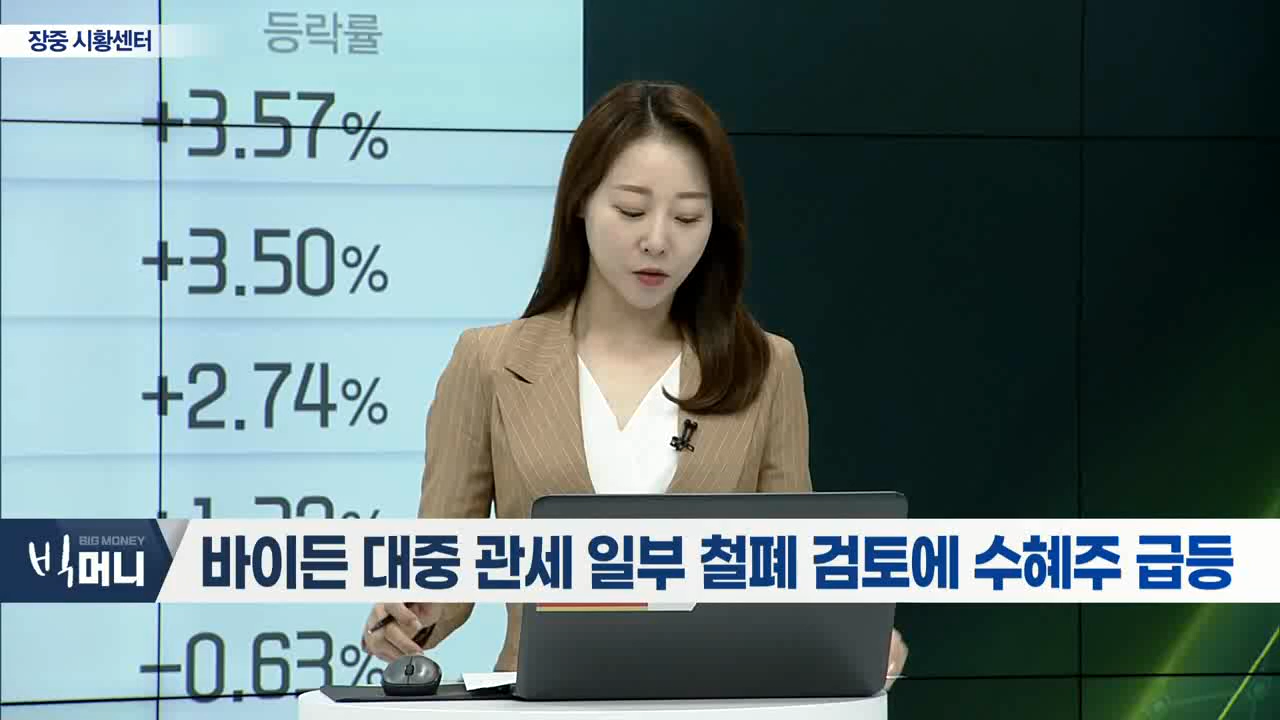 장중 시황센터
등락률
+3.57%
+3.50%
+2.74%
-0.63%
BIG MONEY
빅머니
바이든 대중 관세 일부 철폐 검토에 수혜주 급등